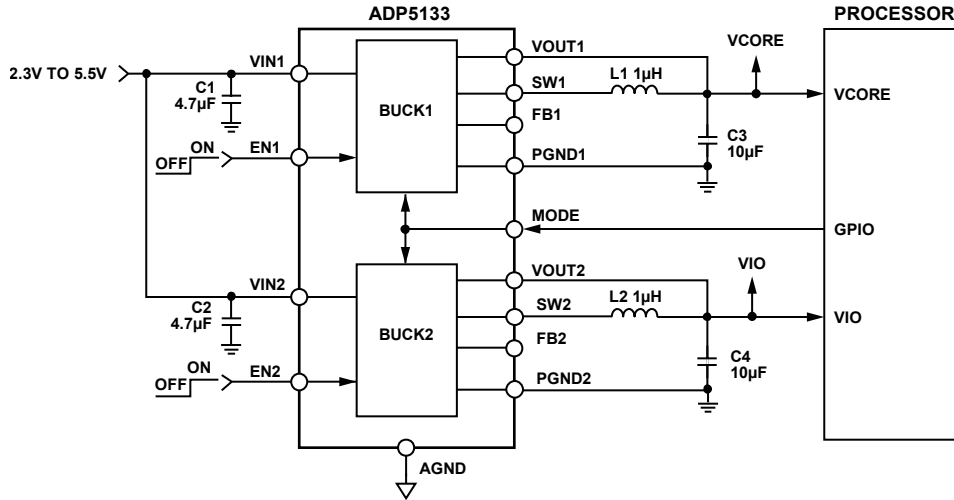 ADP5133
PROCESSOR
2.3V TO 5.5V
VIN1
C1
4.7µF
ON
OFF
EN1
BUCK1
VOUT1
SW1
FB1
PGND1
L1 1µH
VCORE
VCORE
C3
10µF
MODE
GPIO
VIN2
C2
4.7µF
ON
OFF
EN2
BUCK2
VOUT2
SW2
FB2
PGND2
L2 1µH
VIO
VIO
C4
10µF
AGND